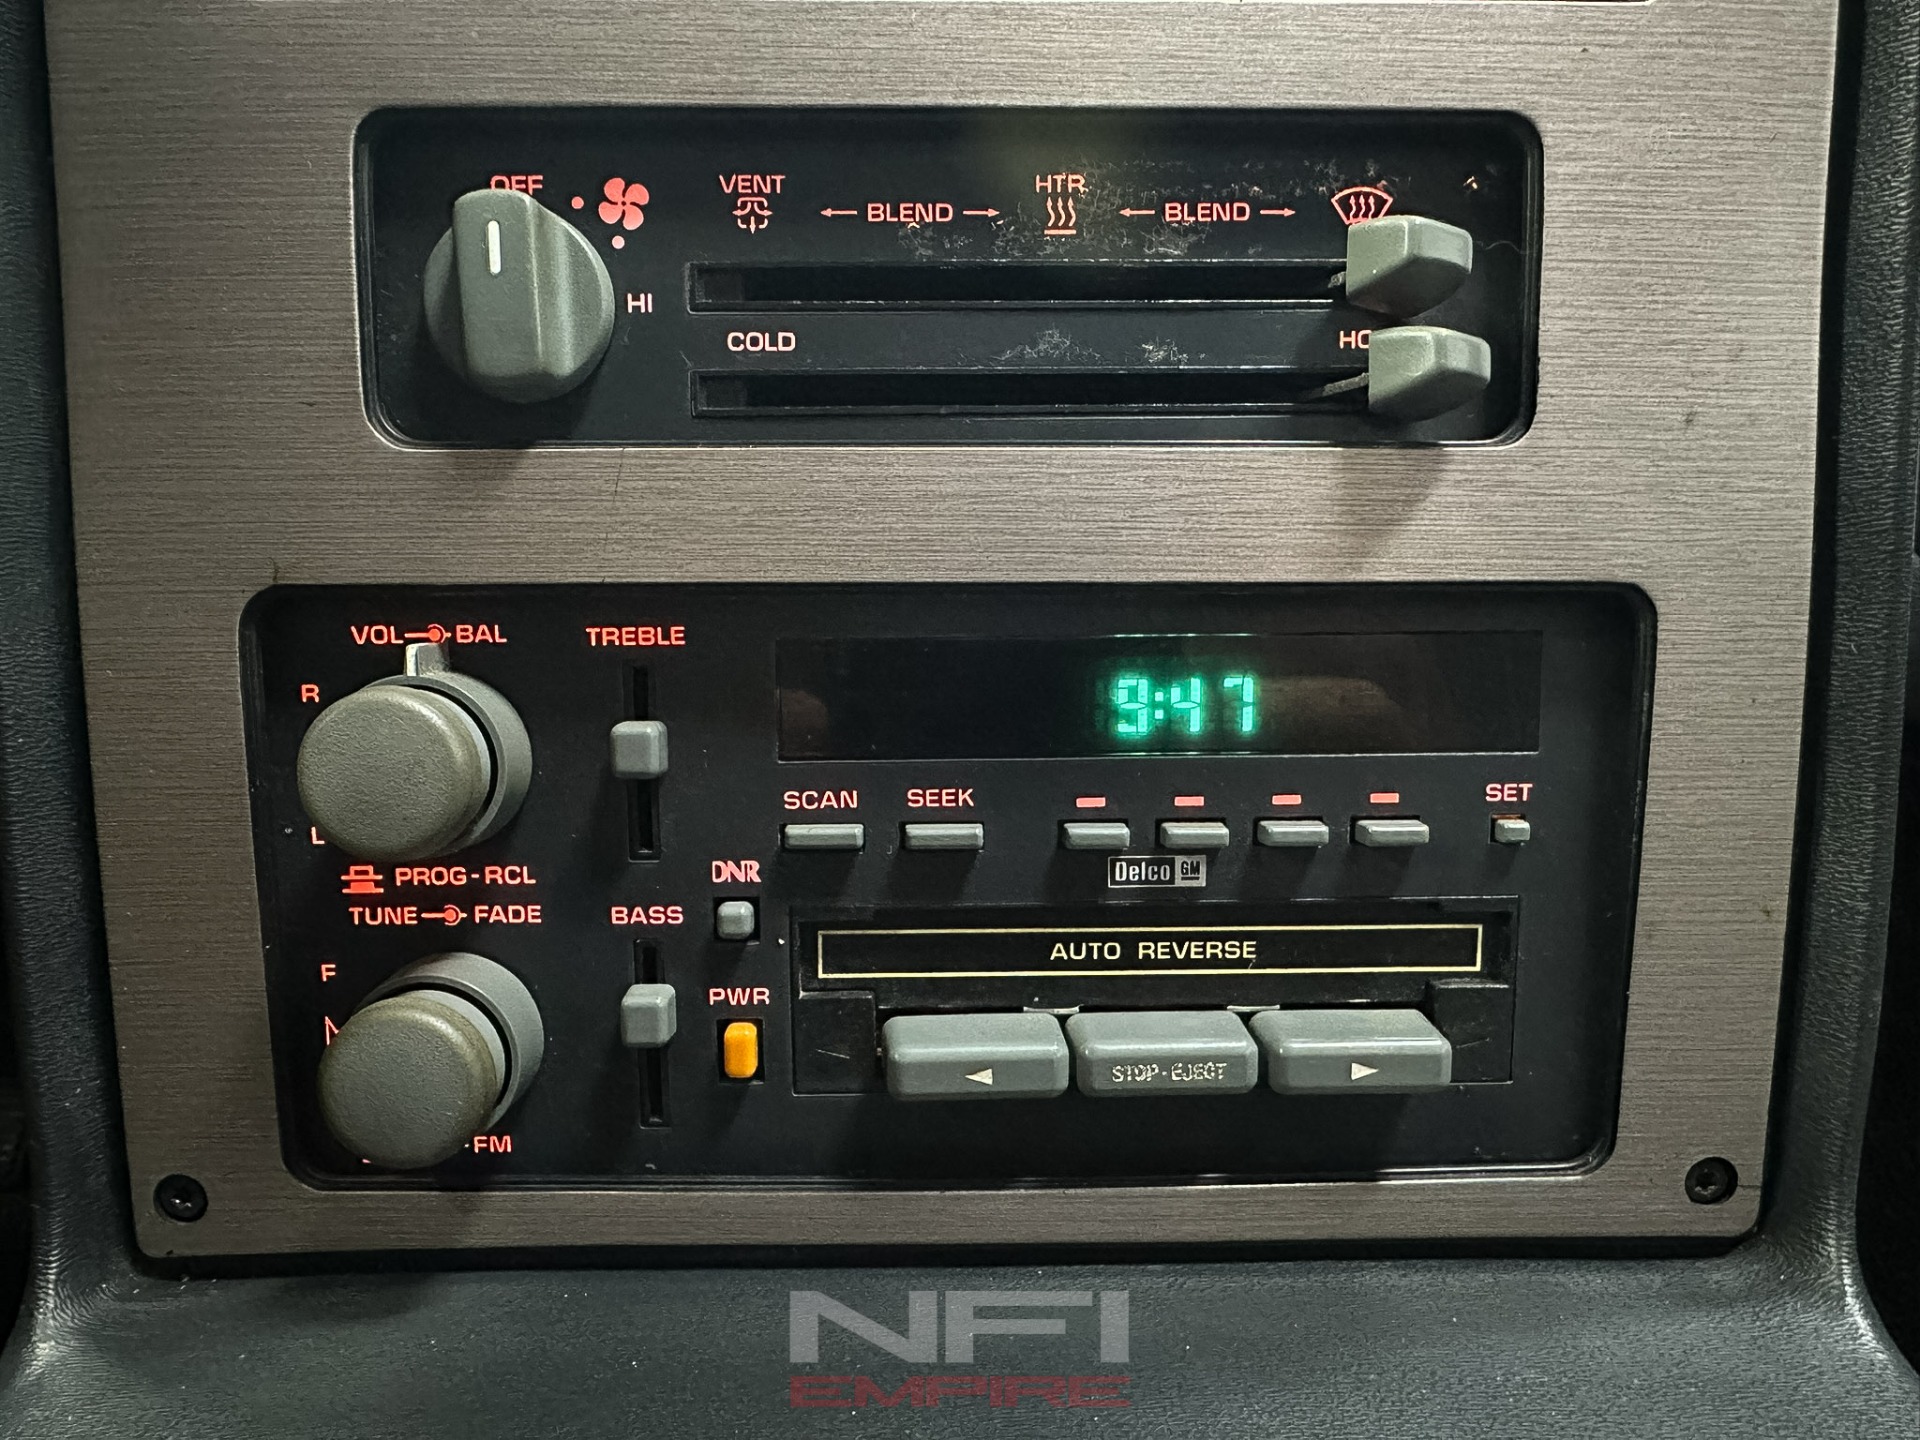 OFF
VENT
BLEND
HTR
BLEND
HI
COLD
VOL BAL
TREBLE
R
9:47
L
SCAN
SEEK
SET
PROG-RCL
DNR
Delco GM
TUNE FADE
BASS
F
AUTO REVERSE
PWR
STOP-EJECT
FM
NFI
EMPIRE